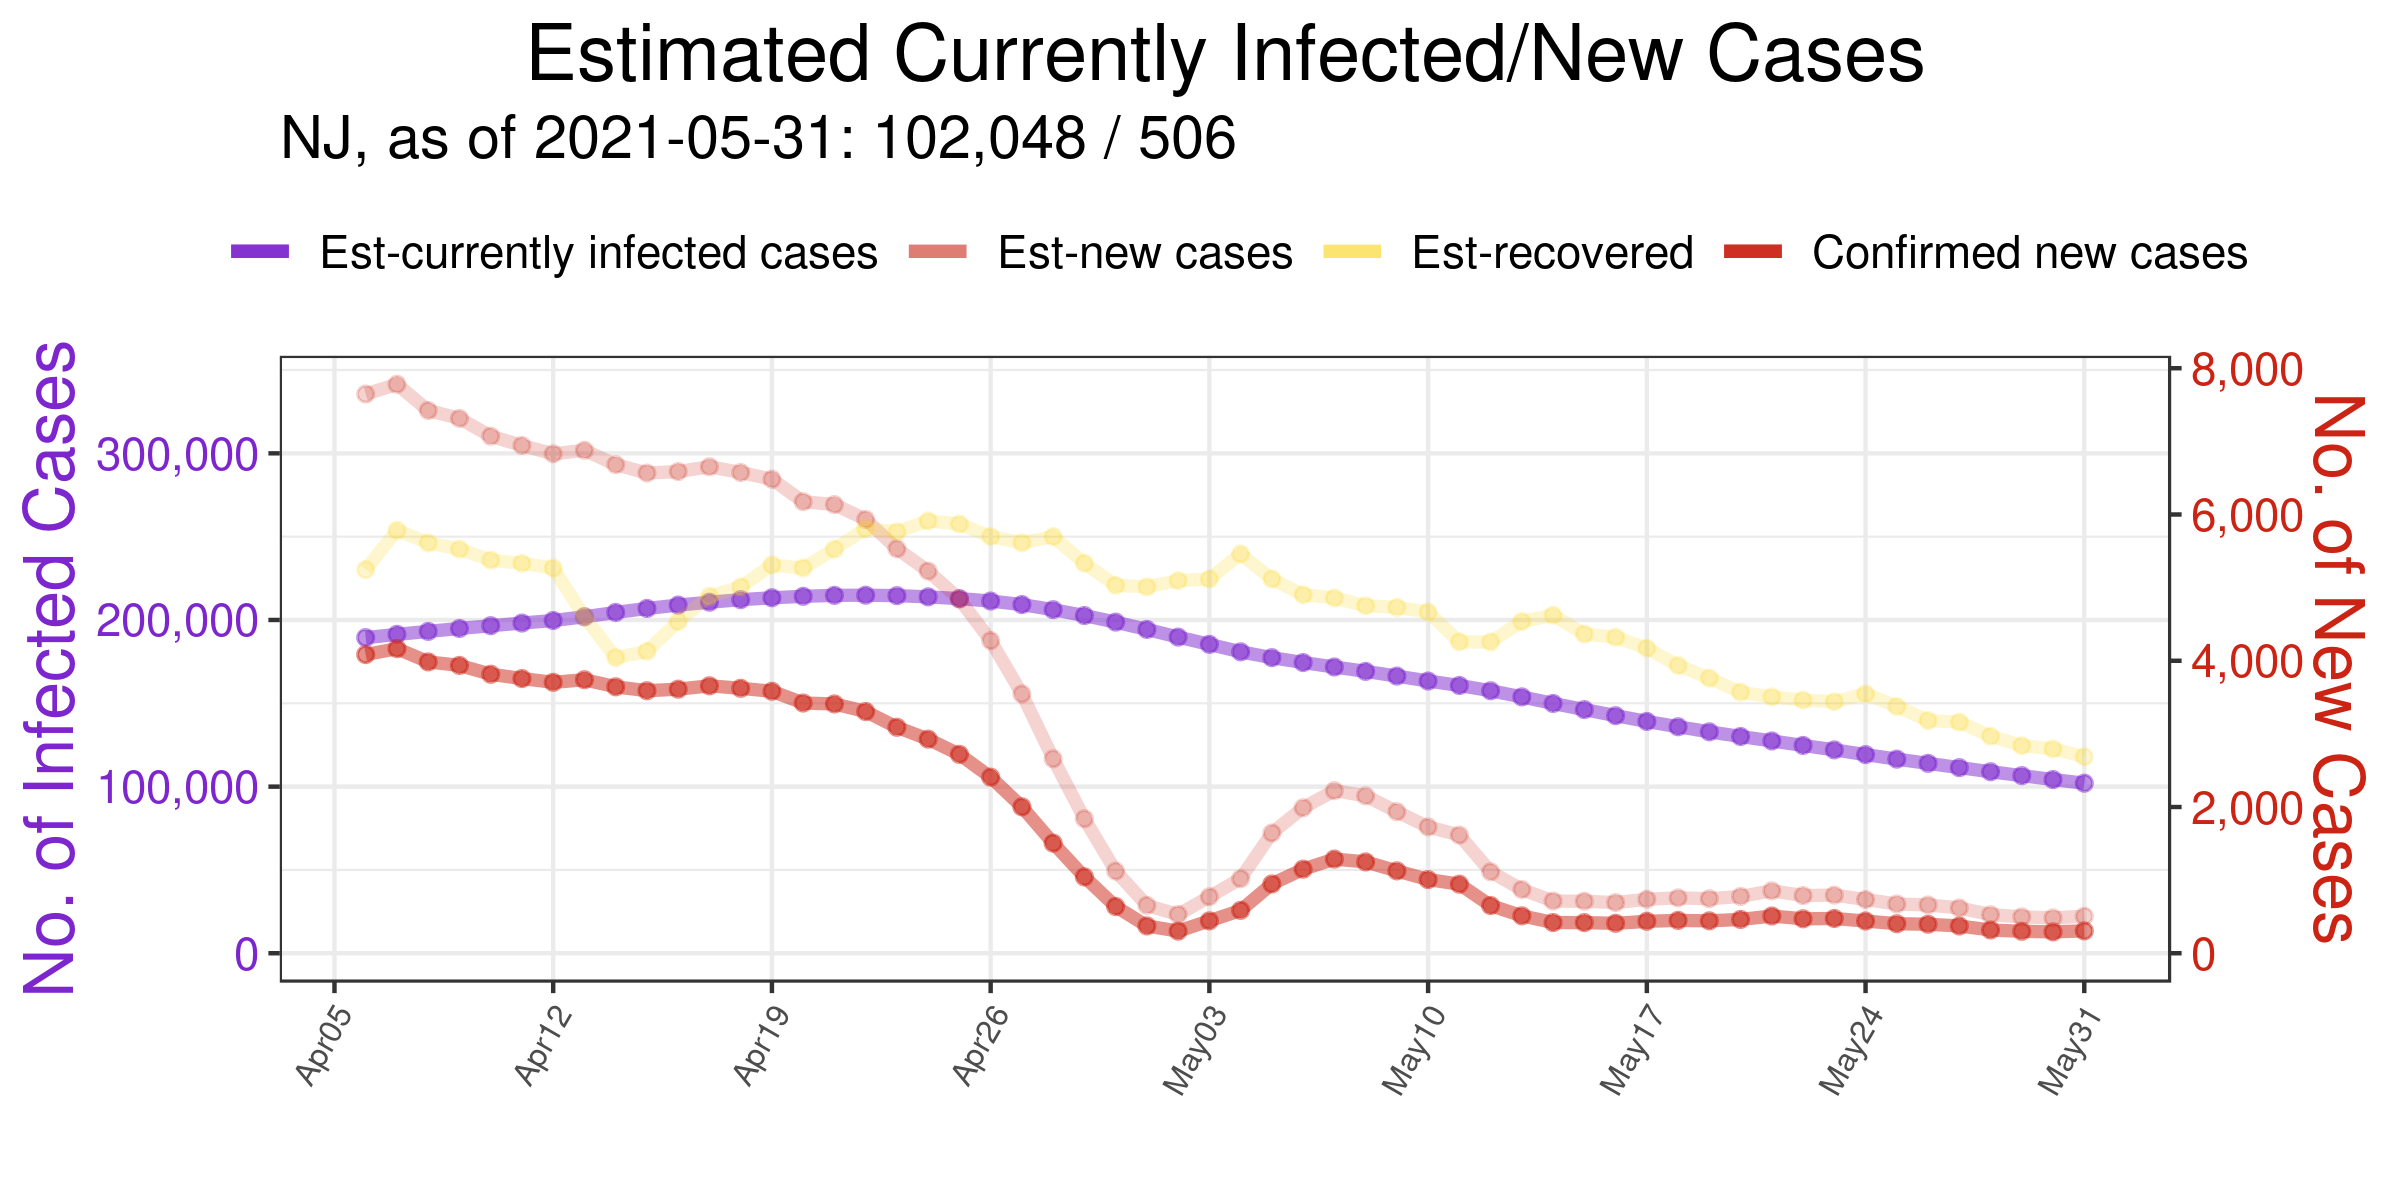 Estimated Currently Infected/New Cases
NJ, as of 2021-05-31: 102,048 / 506
Est-currently infected cases Est-new cases Est-recovered Confirmed new cases
No. of Infected Cases
300,000
200,000
100,000
0
8,000
6,000
4,000
2,000
0
No. of New Cases
Apr05 Apr12 Apr19 Apr26 May03 May10 May17 May24 May31